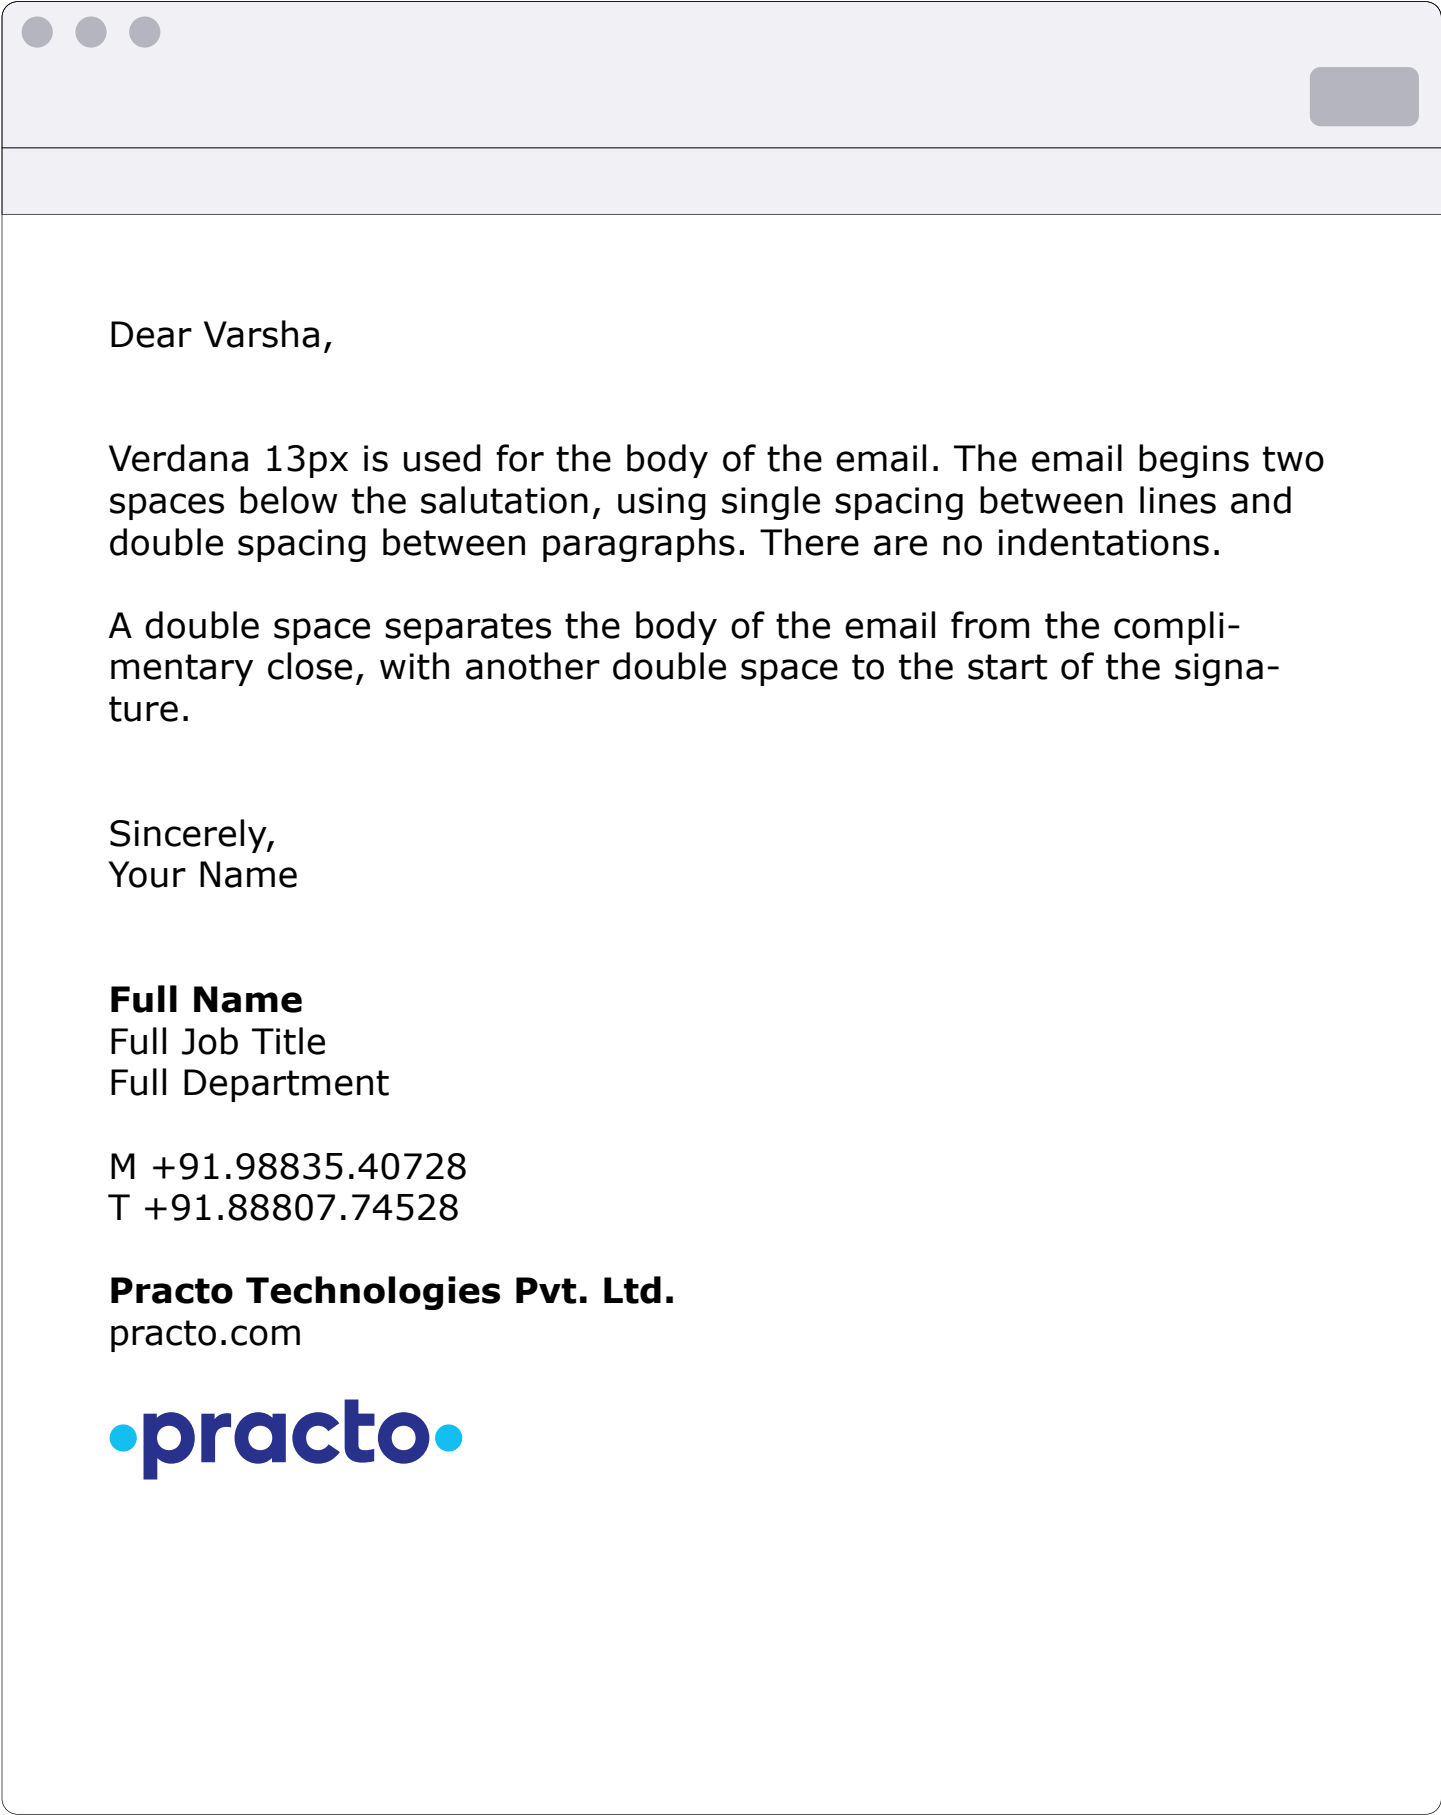 Dear Varsha,
Verdana 13px is used for the body of the email. The email begins two
spaces below the salutation, using single spacing between lines and
double spacing between paragraphs. There are no indentations.
A double space separates the body of the email from the compli-
mentary close, with another double space to the start of the signa-
ture.
Sincerely,
Your Name
Full Name
Full Job Title
Full Department
M +91.98835.40728
T +91.88807.74528
Practo Technologies Pvt. Ltd.
practo.com
practo